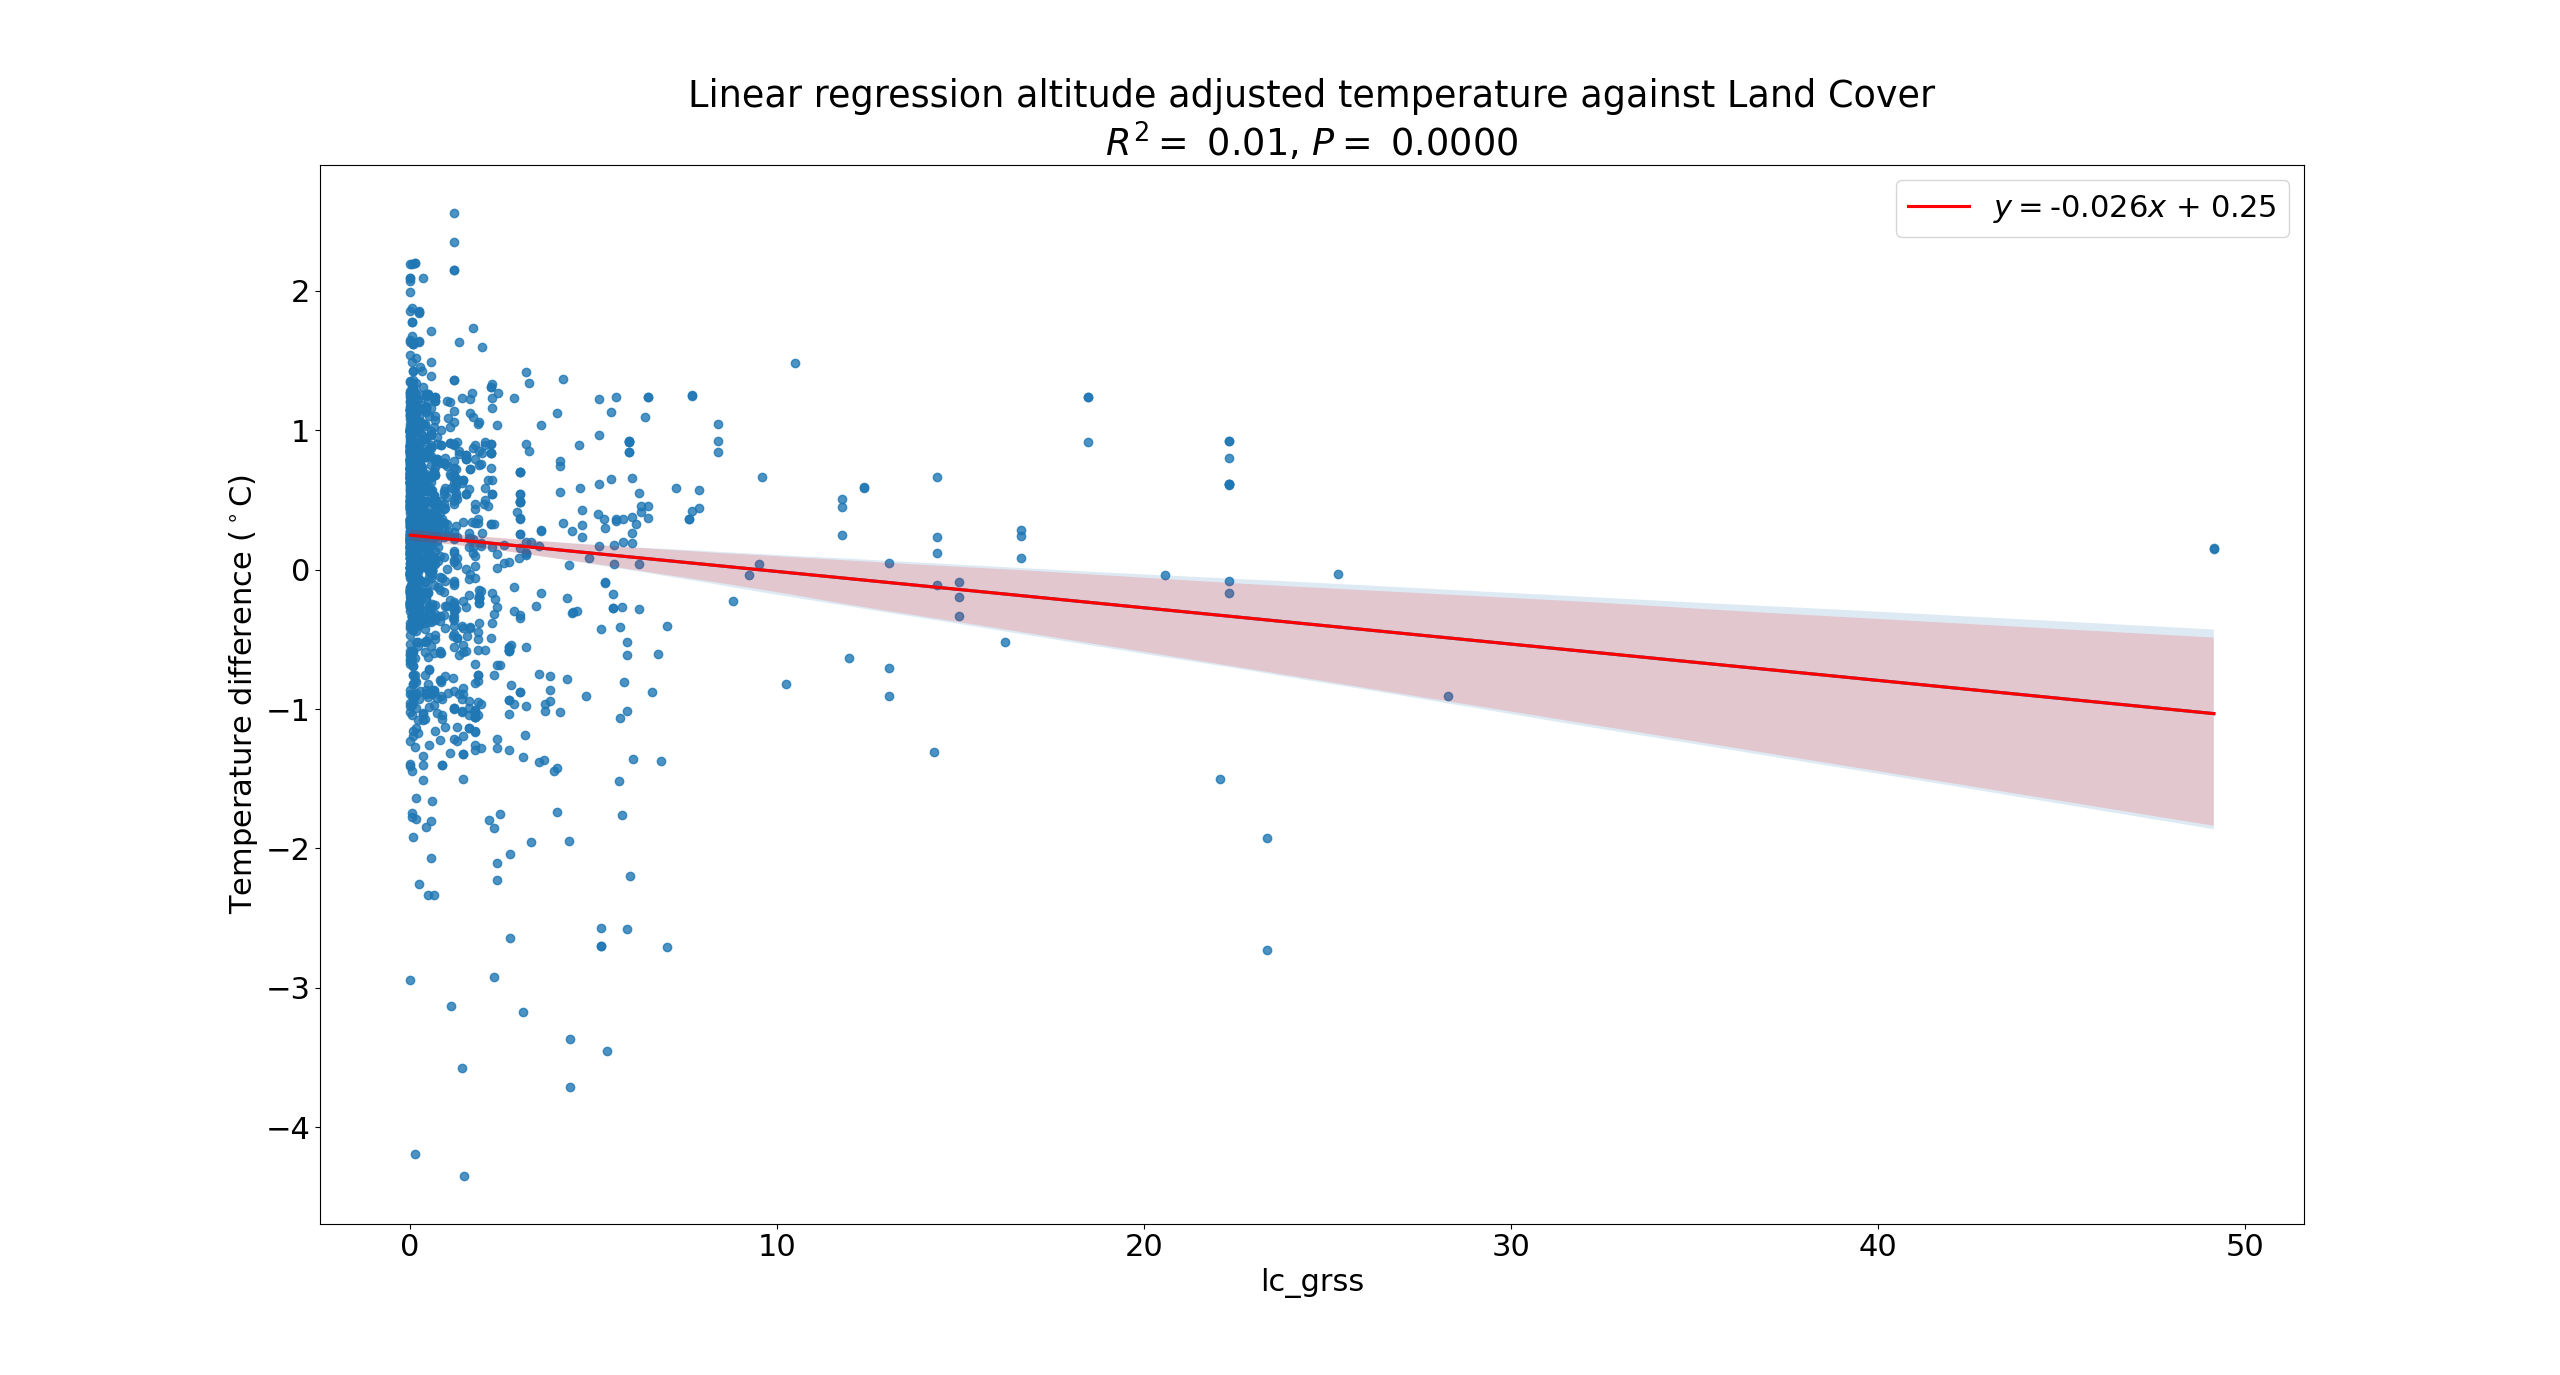 Linear regression altitude adjusted temperature against Land Cover
R² = 0.01, P = 0.0000
y = -0.026x + 0.25
Temperature difference (°C)
2
1
0
−1
−2
−3
−4
0 10 20 30 40 50
lc_grss